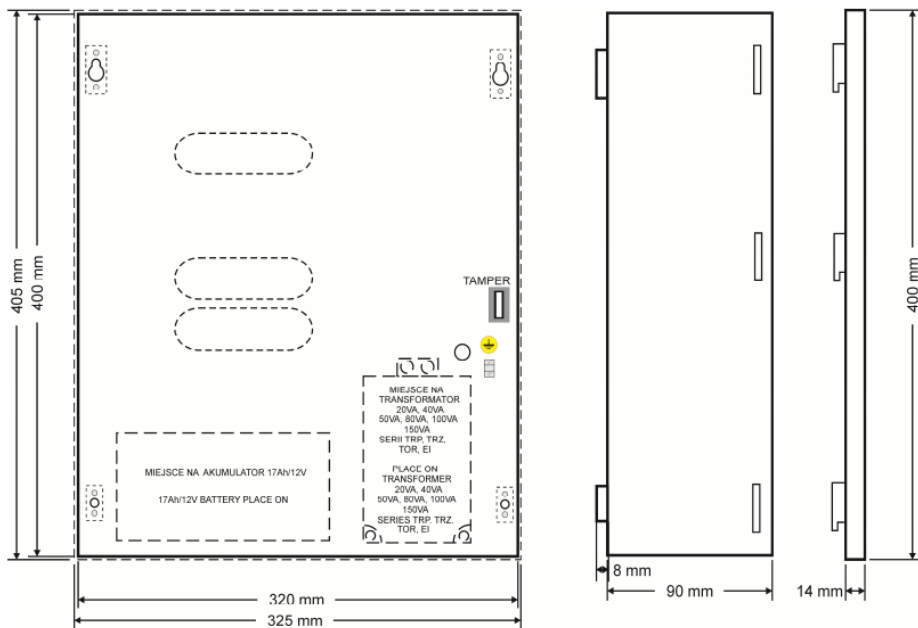 405 mm
400 mm
TAMPER
MIEJSCE NA
TRANSFORMATOR
20VA, 40VA
50VA, 80VA, 100VA
150VA
SERII TRP, TRZ,
TOR, EI
PLACE ON
TRANSFORMER
20VA, 40VA
50VA, 80VA, 100VA
150VA
SERIES TRP. TRZ.
TOR, EI
MIEJSCE NA AKUMULATOR 17Ah/12V
17Ah/12V BATTERY PLACE ON
320 mm
325 mm
8 mm
90 mm
14 mm
400 mm